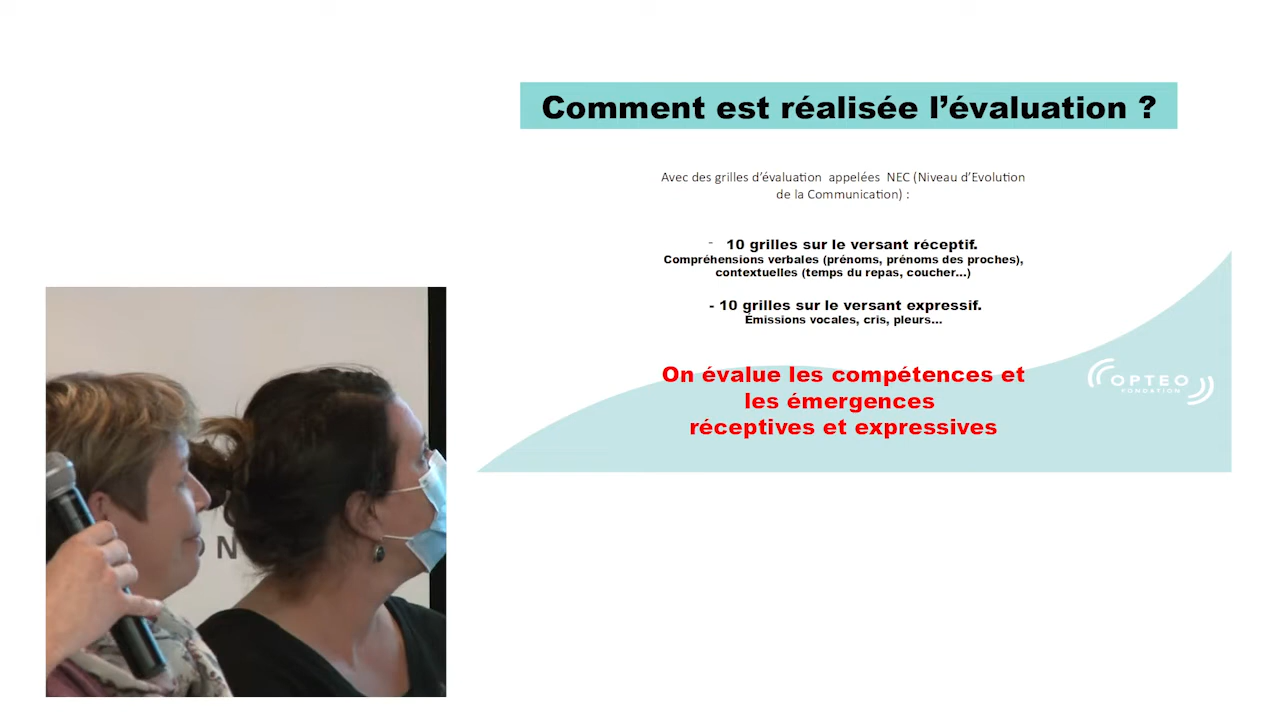 Comment est réalisée l’évaluation ?
Avec des grilles d’évaluation appelées NEC (Niveau d’Evolution
de la Communication) :
- 10 grilles sur le versant réceptif.
Compréhensions verbales (prénoms, prénoms des proches),
contextuelles (temps du repas, coucher...)
- 10 grilles sur le versant expressif.
Émissions vocales, cris, pleurs...
On évalue les compétences et
les émergences
réceptives et expressives
OPTEO
FONDATION